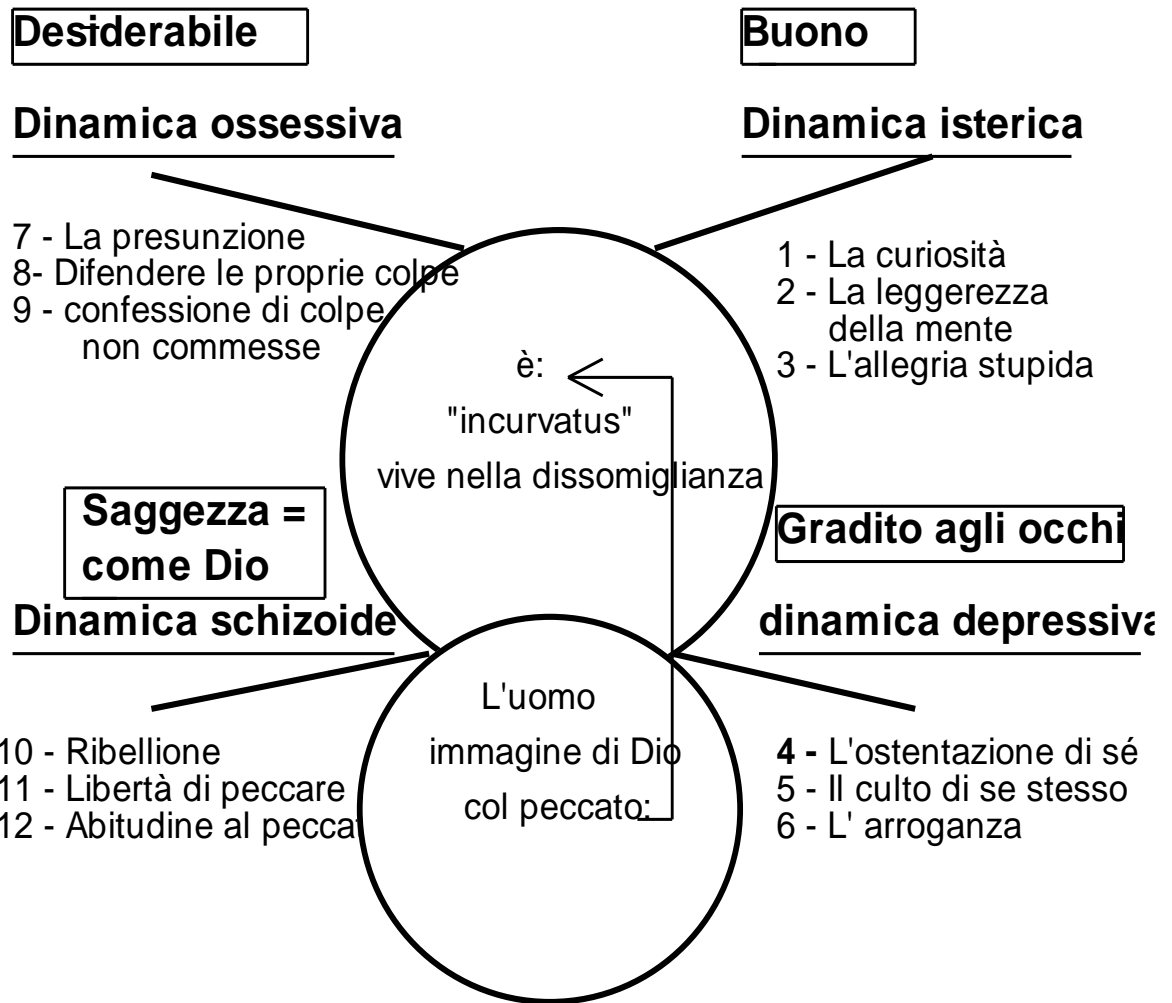 Desiderabile
Buono
Dinamica ossessiva
Dinamica isterica
7 - La presunzione
8- Difendere le proprie colpe
9 - confessione di colpe
non commesse
1 - La curiosità
2 - La leggerezza
della mente
3 - L'allegria stupida
è:
"incurvatus"
vive nella dissomiglianza
Saggezza =
come Dio
Gradito agli occhi
Dinamica schizoide
dinamica depressiva
L'uomo
immagine di Dio
col peccato:
10 - Ribellione
11 - Libertà di peccare
12 - Abitudine al pecca
4 - L'ostentazione di sé
5 - Il culto di se stesso
6 - L' arroganza